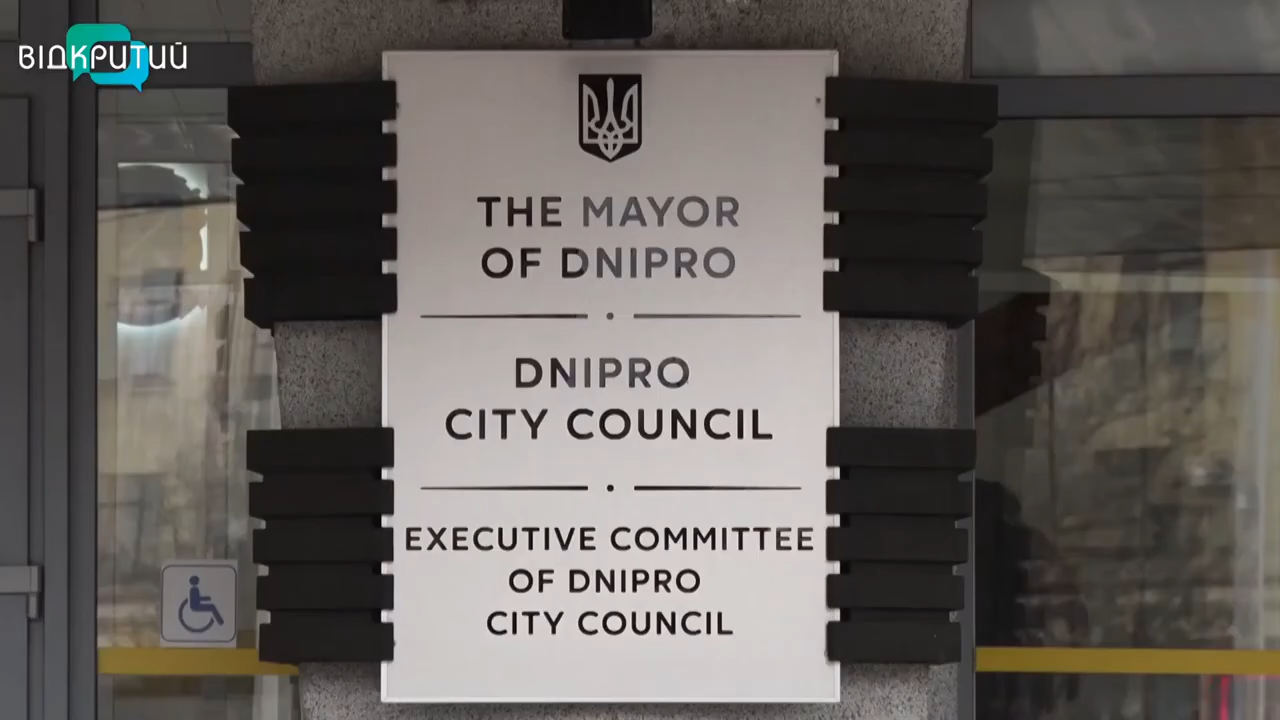 ВІДКРИТИЙ
THE MAYOR
OF DNIPRO
DNIPRO
CITY COUNCIL
EXECUTIVE COMMITTEE
OF DNIPRO
CITY COUNCIL